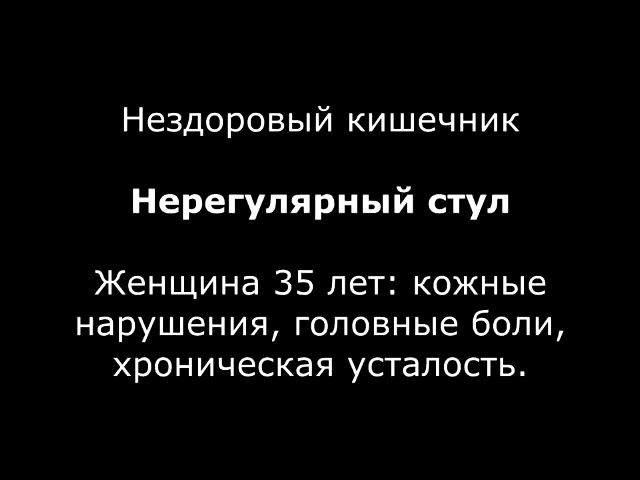 Нездоровый кишечник
Нерегулярный стул
Женщина 35 лет: кожные
нарушения, головные боли,
хроническая усталость.